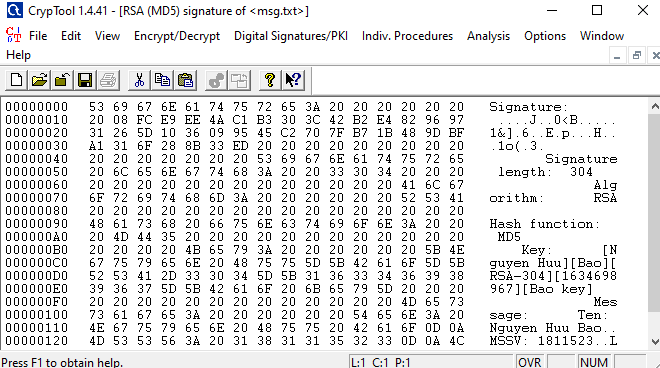 CrypTool 1.4.41 - [RSA (MD5) signature of <msg.txt>]
File Edit View Encrypt/Decrypt Digital Signatures/PKI Indiv. Procedures Analysis Options Window
Help
00000000 53 69 67 6E 61 74 75 72 65 3A 20 20 20 20 20 20 Signature:
00000010 20 08 FC E9 EE 4A C1 B3 30 3C 42 B2 E4 82 96 97 .....J..0<B.....
00000020 31 26 5D 10 36 09 95 45 C2 70 7F B7 1B 48 9D BF 1&].6..E.p...H..
00000030 A1 31 6F 28 8B 33 ED 20 20 20 20 20 20 20 20 20 .1o(.3.
00000040 20 20 20 20 20 20 20 53 69 67 6E 61 74 75 72 65 Signature
00000050 20 6C 65 6E 67 74 68 3A 20 20 33 30 34 20 20 20 length: 304
00000060 20 20 20 20 20 20 20 20 20 20 20 20 20 41 6C 67 Alg
00000070 6F 72 69 74 68 6D 3A 20 20 20 20 20 20 52 53 41 orithm: RSA
00000080 20 20 20 20 20 20 20 20 20 20 20 20 20 20 20 20
00000090 48 61 73 68 20 66 75 6E 63 74 69 6F 6E 3A 20 20 Hash function:
000000A0 20 4D 44 35 20 20 20 20 20 20 20 20 20 20 20 20 MD5
000000B0 20 20 20 20 4B 65 79 3A 20 20 20 20 20 20 5B 4E Key: [N
000000C0 67 75 79 65 6E 20 48 75 75 5D 5B 42 61 6F 5D 5B guyen Huu][Bao][
000000D0 52 53 41 2D 33 30 34 5D 5B 31 36 33 34 36 39 38 RSA-304][1634698
000000E0 39 36 37 5D 5B 42 61 6F 20 6B 65 79 5D 20 20 20 967][Bao key]
000000F0 20 20 20 20 20 20 20 20 20 20 20 20 20 4D 65 73 Mes
00000100 73 61 67 65 3A 20 20 20 20 20 20 54 65 6E 3A 20 sage: Ten:
00000110 4E 67 75 79 65 6E 20 48 75 75 20 42 61 6F 0D 0A Nguyen Huu Bao..
00000120 4D 53 53 56 3A 20 31 38 31 31 35 32 33 0D 0A 4C MSSV: 1811523..L
Press F1 to obtain help. L:1 C:1 P:1 OVR NUM